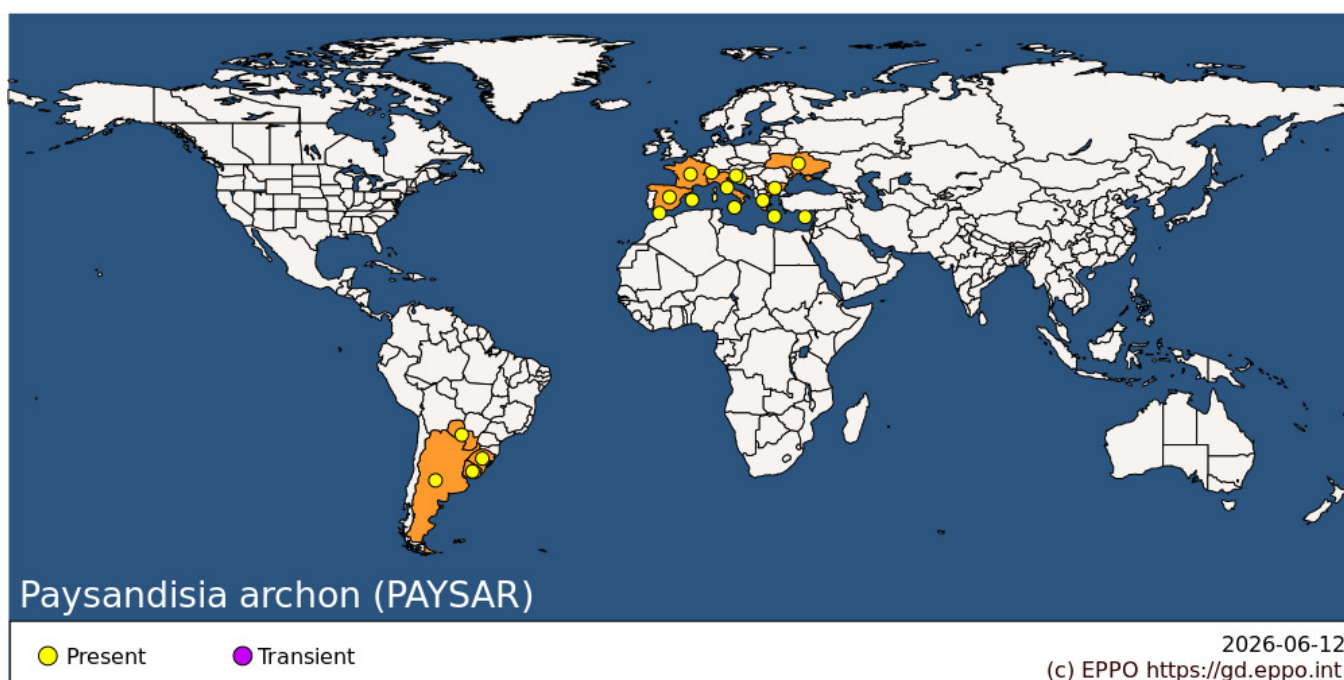 Paysandisia archon (PAYSAR)
Present
Transient
2026-06-12
(c) EPPO https://gd.eppo.int